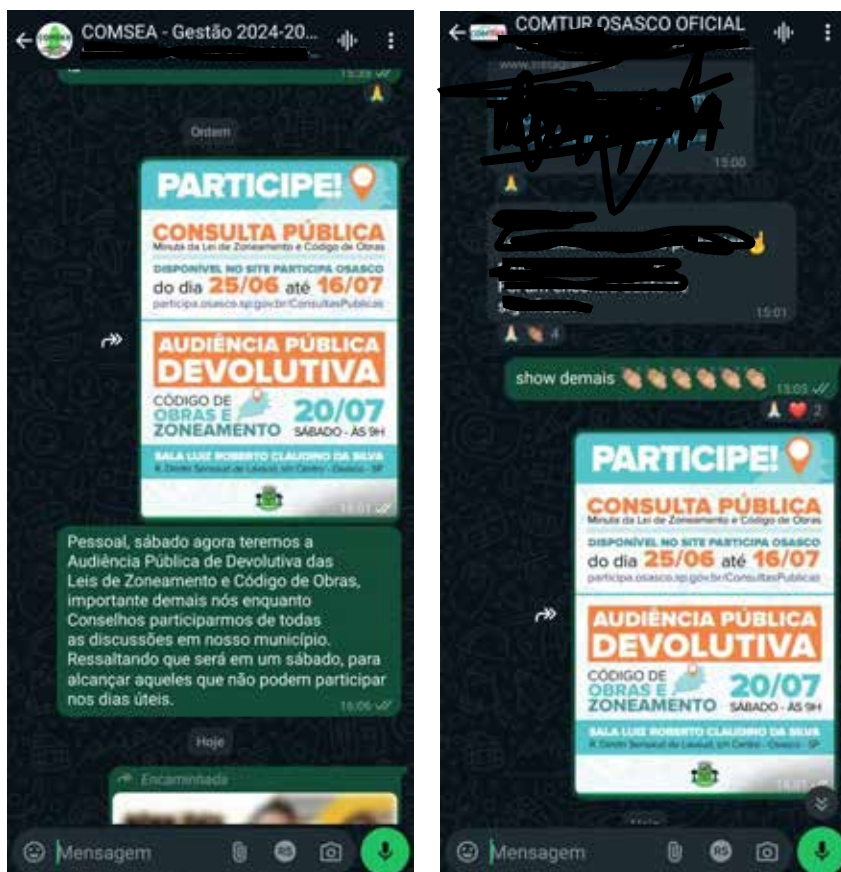 COMSEA - Gestão 2024-20...
Ontem
PARTICIPE!
CONSULTA PÚBLICA
Minuta da Lei de Zoneamento e Código de Obras
DISPONÍVEL NO SITE PARTICIPA OSASCO
do dia 25/06 até 16/07
participa.osasco.sp.gov.br/ConsultasPublicas
AUDIÊNCIA PÚBLICA
DEVOLUTIVA
CÓDIGO DE
OBRAS E
ZONEAMENTO
20/07
SÁBADO - ÀS 9H
SALA LUIZ ROBERTO CLAUDINO DA SILVA
Pessoal, sábado agora teremos a
Audiência Pública de Devolutiva das
Leis de Zoneamento e Código de Obras,
importante demais nós enquanto
Conselhos participarmos de todas
as discussões em nosso município.
Ressaltando que será em um sábado, para
alcançar aqueles que não podem participar
nos dias úteis.
16:06
Hoje
Encaminhada
Mensagem
RS
COMTUR OSASCO OFICIAL
15:00
15:01
4
show demais 👏🏼👏🏼👏🏼👏🏼👏🏼👏🏼
15:03
2
PARTICIPE!
CONSULTA PÚBLICA
Minuta da Lei de Zoneamento e Código de Obras
DISPONÍVEL NO SITE PARTICIPA OSASCO
do dia 25/06 até 16/07
participa.osasco.sp.gov.br/ConsultasPublicas
AUDIÊNCIA PÚBLICA
DEVOLUTIVA
CÓDIGO DE
OBRAS E
ZONEAMENTO
20/07
SÁBADO - ÀS 9H
SALA LUIZ ROBERTO CLAUDINO DA SILVA
Mensagem
RS